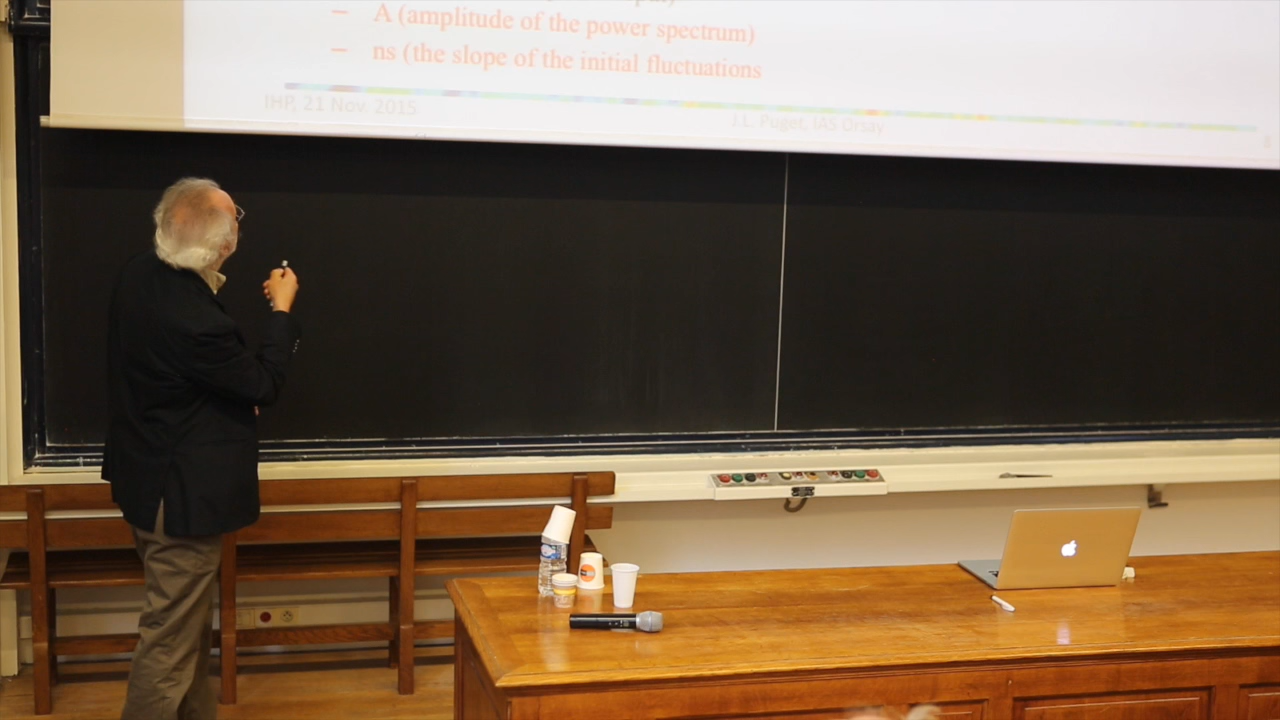 – A (amplitude of the power spectrum)
– ns (the slope of the initial fluctuations
IHP, 21 Nov. 2015
J.L. Puget, IAS Orsay